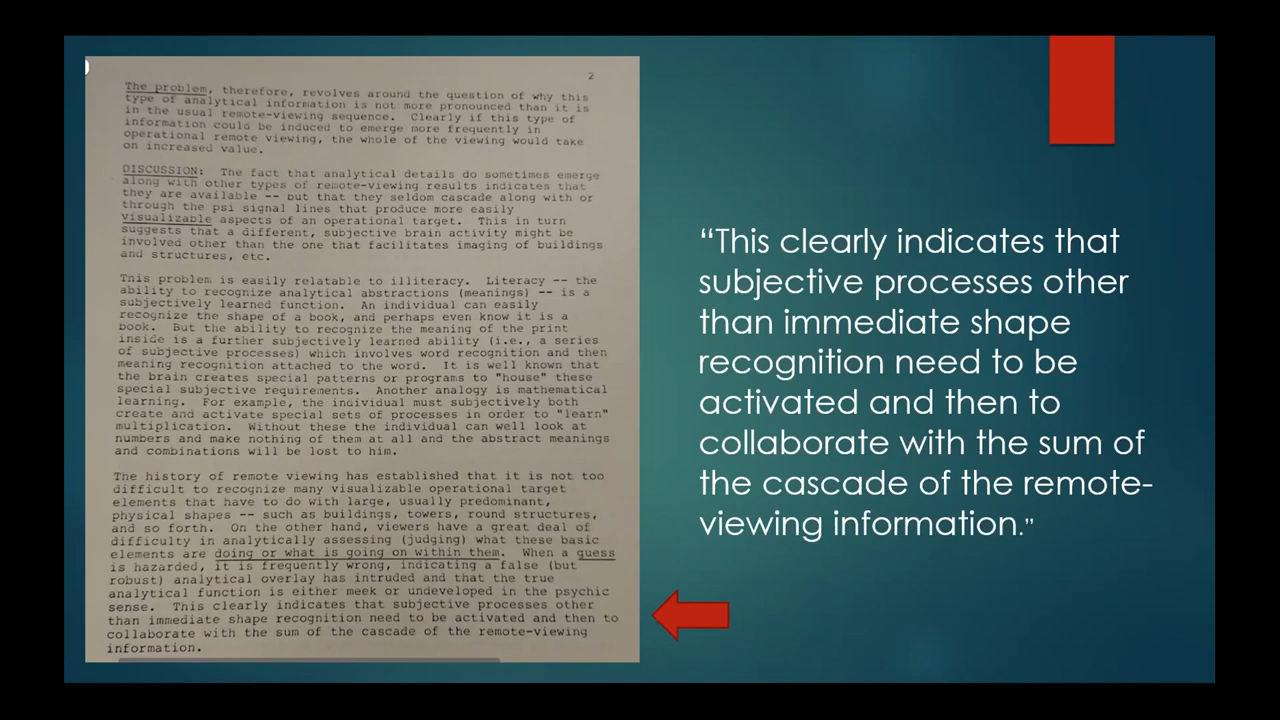 2
The problem, therefore, revolves around the question of why this
type of analytical information is not more pronounced than it is
in the usual remote-viewing sequence. Clearly if this type of
information could be induced to emerge more frequently in
operational remote viewing, the whole of the viewing would take
on increased value.
DISCUSSION: The fact that analytical details do sometimes emerge
along with other types of remote-viewing results indicates that
they are available -- but that they seldom cascade along with or
through the psi signal lines that produce more easily
visualizable aspects of an operational target. This in turn
suggests that a different, subjective brain activity might be
involved other than the one that facilitates imaging of buildings
and structures, etc.
This problem is easily relatable to illiteracy. Literacy -- the
ability to recognize analytical abstractions (meanings) -- is a
subjectively learned function. An individual can easily
recognize the shape of a book, and perhaps even know it is a
book. But the ability to recognize the meaning of the print
inside is a further subjectively learned ability (i.e., a series
of subjective processes) which involves word recognition and then
meaning recognition attached to the word. It is well known that
the brain creates special patterns or programs to "house" these
special subjective requirements. Another analogy is mathematical
learning. For example, the individual must subjectively both
create and activate special sets of processes in order to "learn"
multiplication. Without these the individual can well look at
numbers and make nothing of them at all and the abstract meanings
and combinations will be lost to him.
The history of remote viewing has established that it is not too
difficult to recognize many visualizable operational target
elements that have to do with large, usually predominant,
physical shapes -- such as buildings, towers, round structures,
and so forth. On the other hand, viewers have a great deal of
difficulty in analytically assessing (judging) what these basic
elements are doing or what is going on within them. When a guess
is hazarded, it is frequently wrong, indicating a false (but
robust) analytical overlay has intruded and that the true
analytical function is either meek or undeveloped in the psychic
sense. This clearly indicates that subjective processes other
than immediate shape recognition need to be activated and then to
collaborate with the sum of the cascade of the remote-viewing
information.
“This clearly indicates that
subjective processes other
than immediate shape
recognition need to be
activated and then to
collaborate with the sum of
the cascade of the remote-
viewing information.”